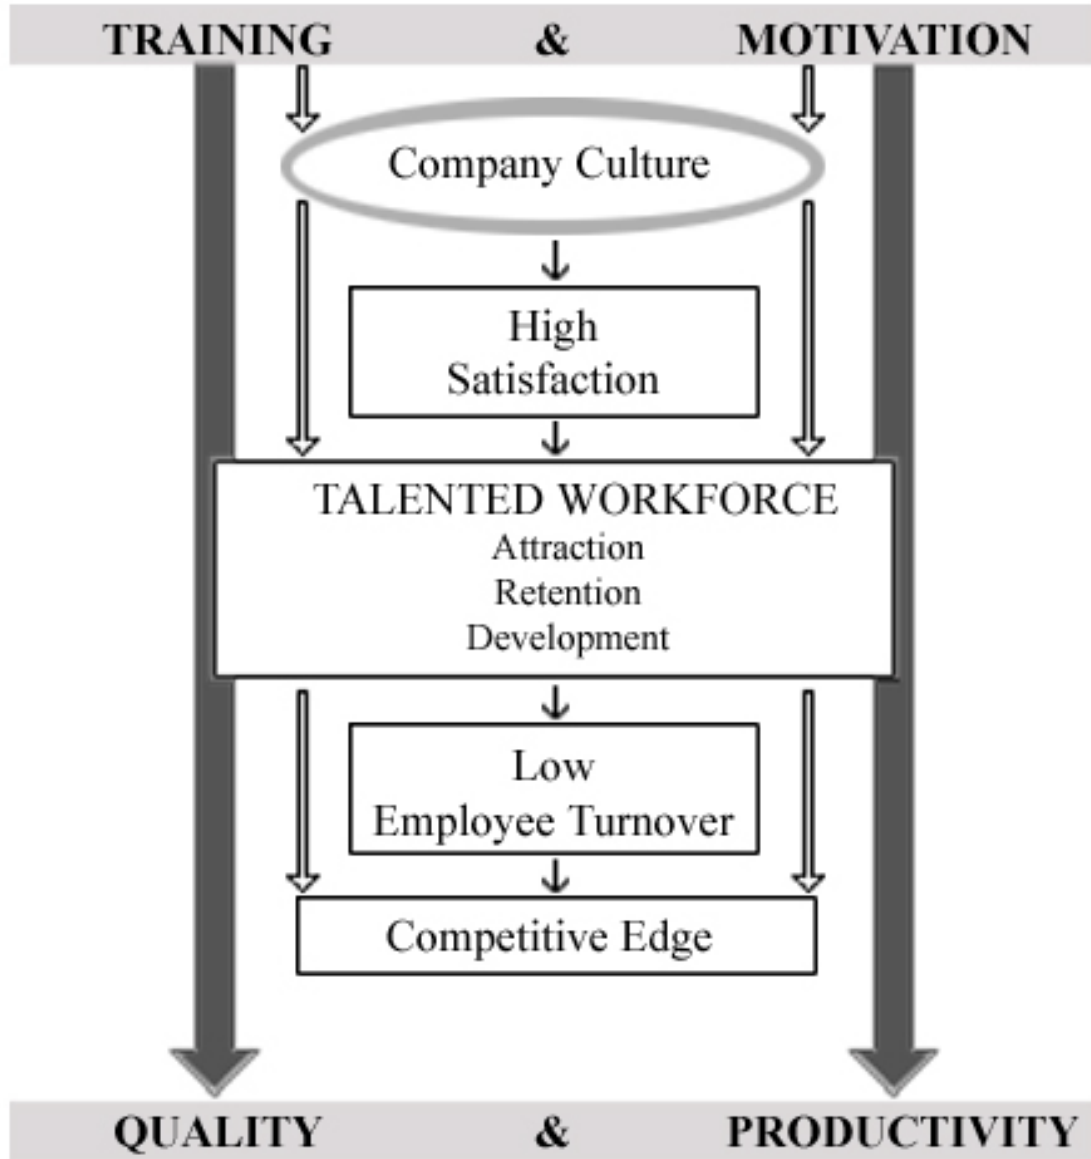 TRAINING & MOTIVATION
Company Culture
High
Satisfaction
TALENTED WORKFORCE
Attraction
Retention
Development
Low
Employee Turnover
Competitive Edge
QUALITY & PRODUCTIVITY